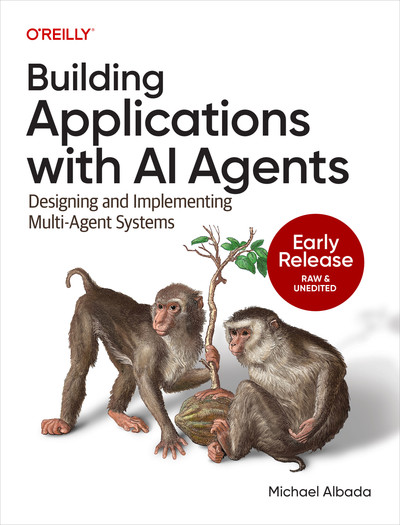 O'REILLY®
Building
Applications
with AI Agents
Designing and Implementing
Multi-Agent Systems
Early
Release
RAW &
UNEDITED
Michael Albada